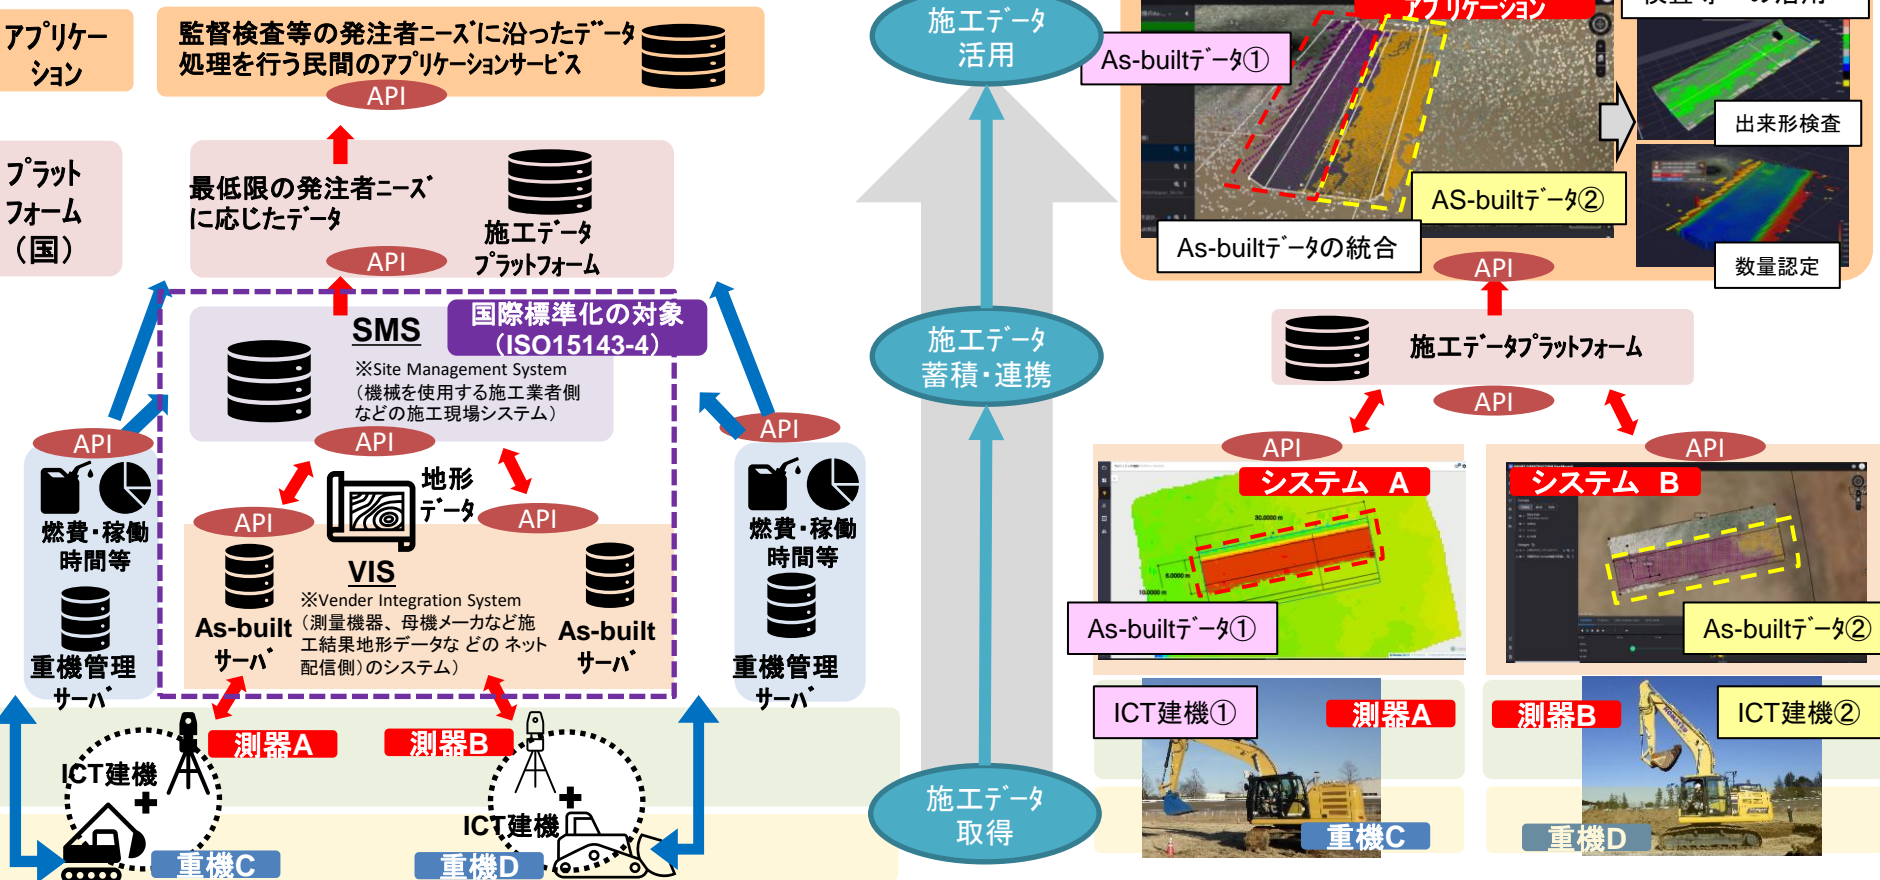 アプリケー
ション
監督検査等の発注者ニーズに沿ったデータ
処理を行う民間のアプリケーションサービス
API
プラット
フォーム
（国）
最低限の発注者ニーズ
に応じたデータ
施工データ
プラットフォーム
API
国際標準化の対象
（ISO15143-4）
SMS
※Site Management System
（機械を使用する施工業者側
などの施工現場システム）
API
API
API
地形
データ
API
API
燃費・稼働
時間等
重機管理
サーバ
VIS
※Vender Integration System
（測量機器、母機メーカなど施
工結果地形データな どの ネット
配信側）のシステム）
As-built
サーバ
As-built
サーバ
燃費・稼働
時間等
重機管理
サーバ
測器A
測器B
ICT建機
+
ICT建機
+
重機C
重機D
施工データ
活用
施工データ
蓄積・連携
施工データ
取得
アプリケーション
As-builtデータ①
AS-builtデータ②
As-builtデータの統合
出来形検査
数量認定
API
施工データプラットフォーム
API
API
API
システム A
システム B
30.0000 m
6.0000 m
10.0000 m
As-builtデータ①
As-builtデータ②
ICT建機①
測器A
測器B
ICT建機②
重機C
重機D